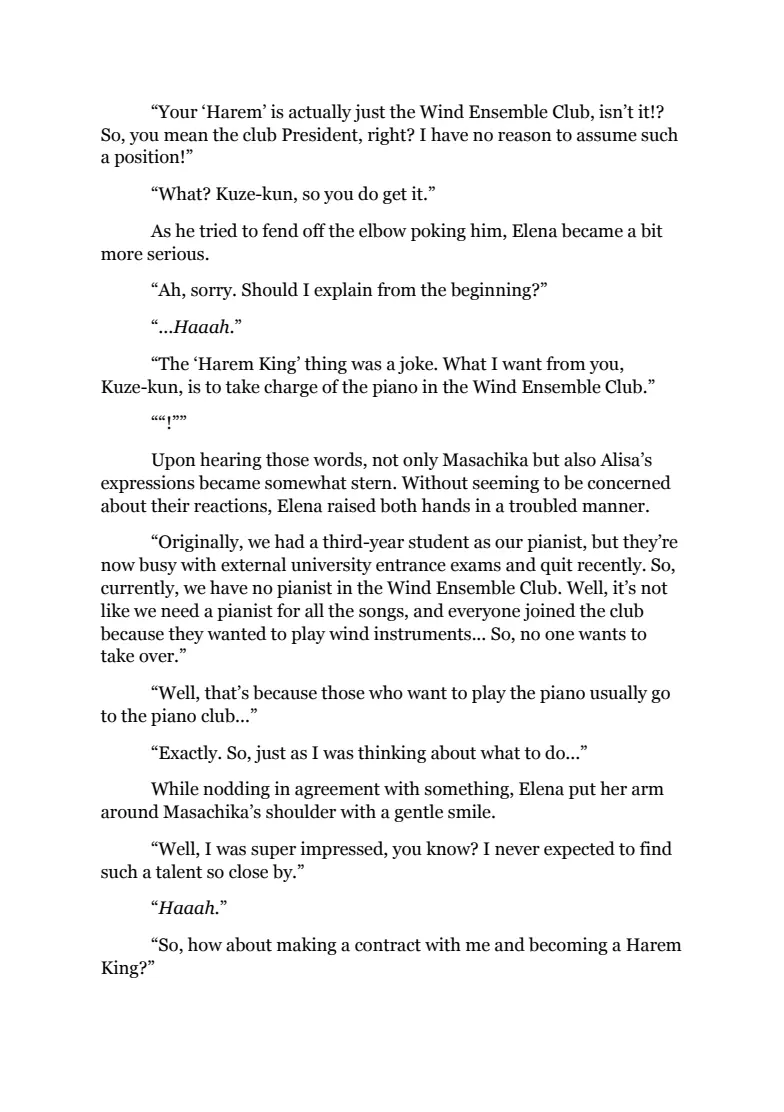 “Your ‘Harem’ is actually just the Wind Ensemble Club, isn’t it!?
So, you mean the club President, right? I have no reason to assume such
a position!”
“What? Kuze-kun, so you do get it.”
As he tried to fend off the elbow poking him, Elena became a bit
more serious.
“Ah, sorry. Should I explain from the beginning?”
“...Haaah.”
“The ‘Harem King’ thing was a joke. What I want from you,
Kuze-kun, is to take charge of the piano in the Wind Ensemble Club.”
““!””
Upon hearing those words, not only Masachika but also Alisa’s
expressions became somewhat stern. Without seeming to be concerned
about their reactions, Elena raised both hands in a troubled manner.
“Originally, we had a third-year student as our pianist, but they’re
now busy with external university entrance exams and quit recently. So,
currently, we have no pianist in the Wind Ensemble Club. Well, it’s not
like we need a pianist for all the songs, and everyone joined the club
because they wanted to play wind instruments... So, no one wants to
take over.”
“Well, that’s because those who want to play the piano usually go
to the piano club...”
“Exactly. So, just as I was thinking about what to do...”
While nodding in agreement with something, Elena put her arm
around Masachika’s shoulder with a gentle smile.
“Well, I was super impressed, you know? I never expected to find
such a talent so close by.”
“Haaah.”
“So, how about making a contract with me and becoming a Harem
King?”